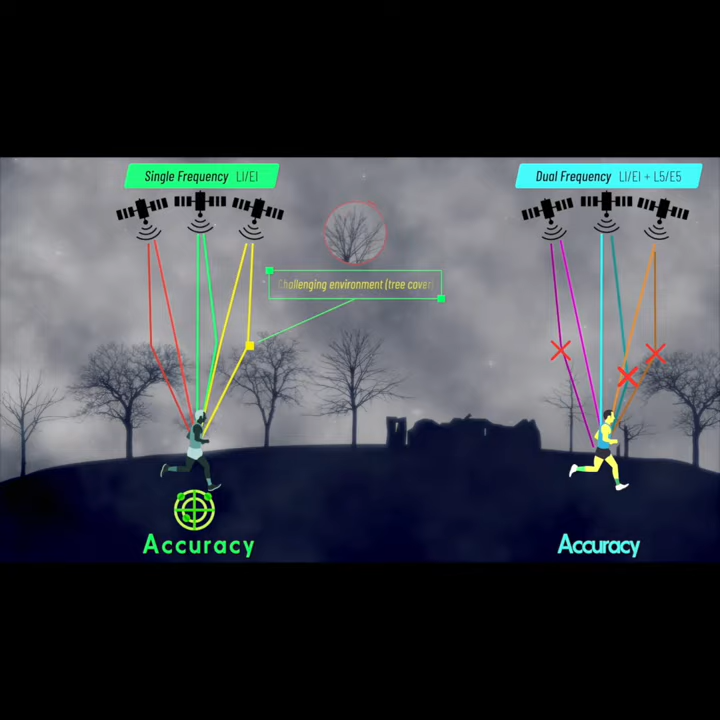 Single Frequency L1/E1
Dual Frequency L1/E1 + L5/E5
Challenging environment (tree cover
Accuracy
Accuracy